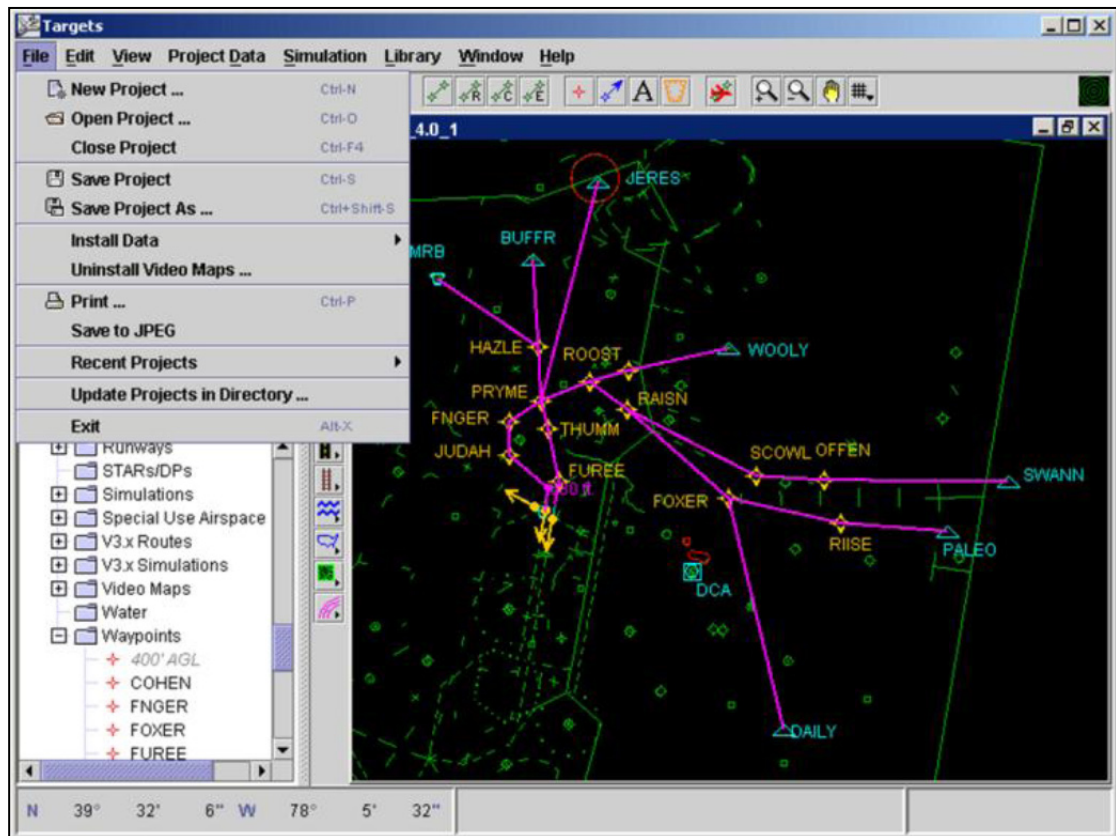 Targets
File Edit View Project Data Simulation Library Window Help
New Project ... Ctrl-N
Open Project ... Ctrl-O
Close Project Ctrl-F4
Save Project Ctrl-S
Save Project As ... Ctrl+Shift-S
Install Data
Uninstall Video Maps ...
Print ... Ctrl-P
Save to JPEG
Recent Projects
Update Projects in Directory ...
Exit Alt-X
Runways
STARs/DPs
Simulations
Special Use Airspace
V3.x Routes
V3.x Simulations
Video Maps
Water
Waypoints
400' AGL
COHEN
FNGER
FOXER
FUREE
R C E A
_4.0_1
JERES
BUFFR
MRB
HAZLE ROOST WOOLY
PRYME RAISN
FNGER THUMM
JUDAH SCOWL OFFEN
FUREE SWANN
FOXER
RIISE PALEO
DCA
DAILY
N 39° 32' 6" W 78° 5' 32"